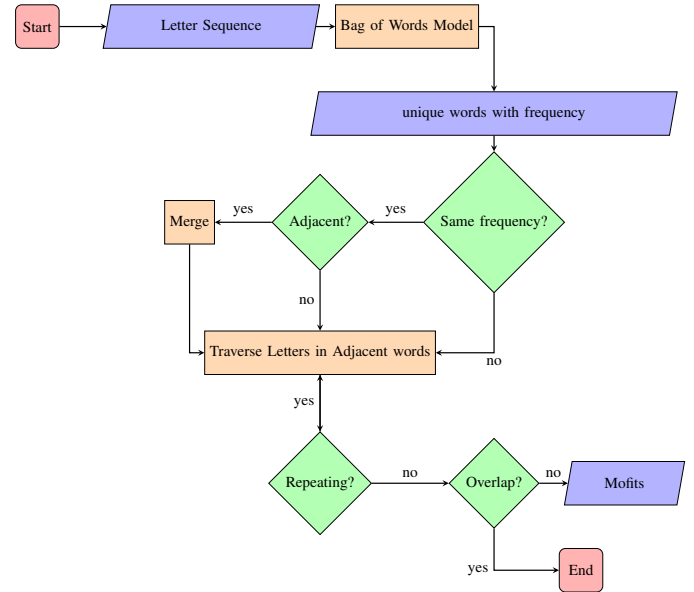 Start
Letter Sequence
Bag of Words Model
unique words with frequency
Same frequency?
yes
Adjacent?
yes
Merge
no
no
Traverse Letters in Adjacent words
yes
Repeating?
no
Overlap?
no
Mofits
yes
End